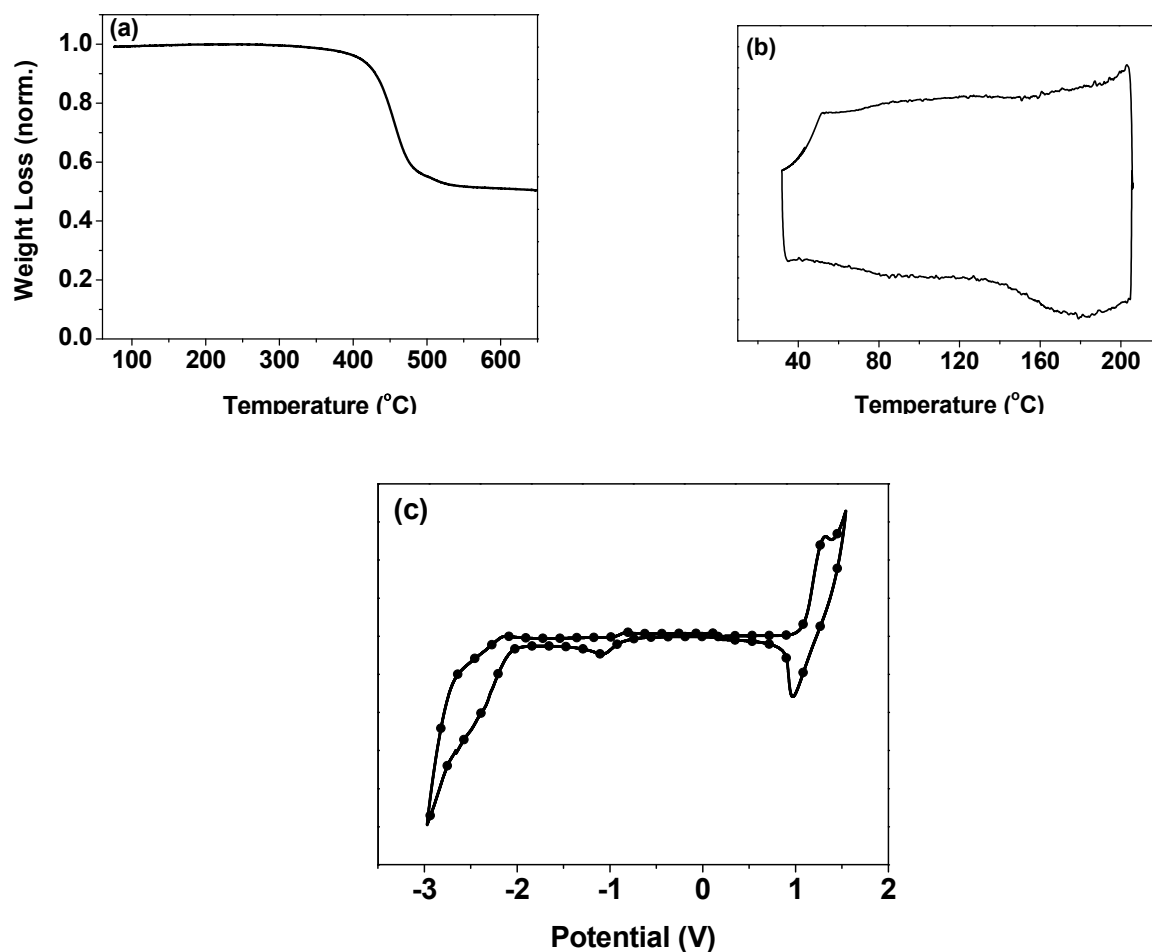 (a)
1.0
0.8
0.6
0.4
0.2
0.0
Weight Loss (norm.)
100 200 300 400 500 600
Temperature (°C)
(b)
40 80 120 160 200
Temperature (°C)
(c)
-3 -2 -1 0 1 2
Potential (V)